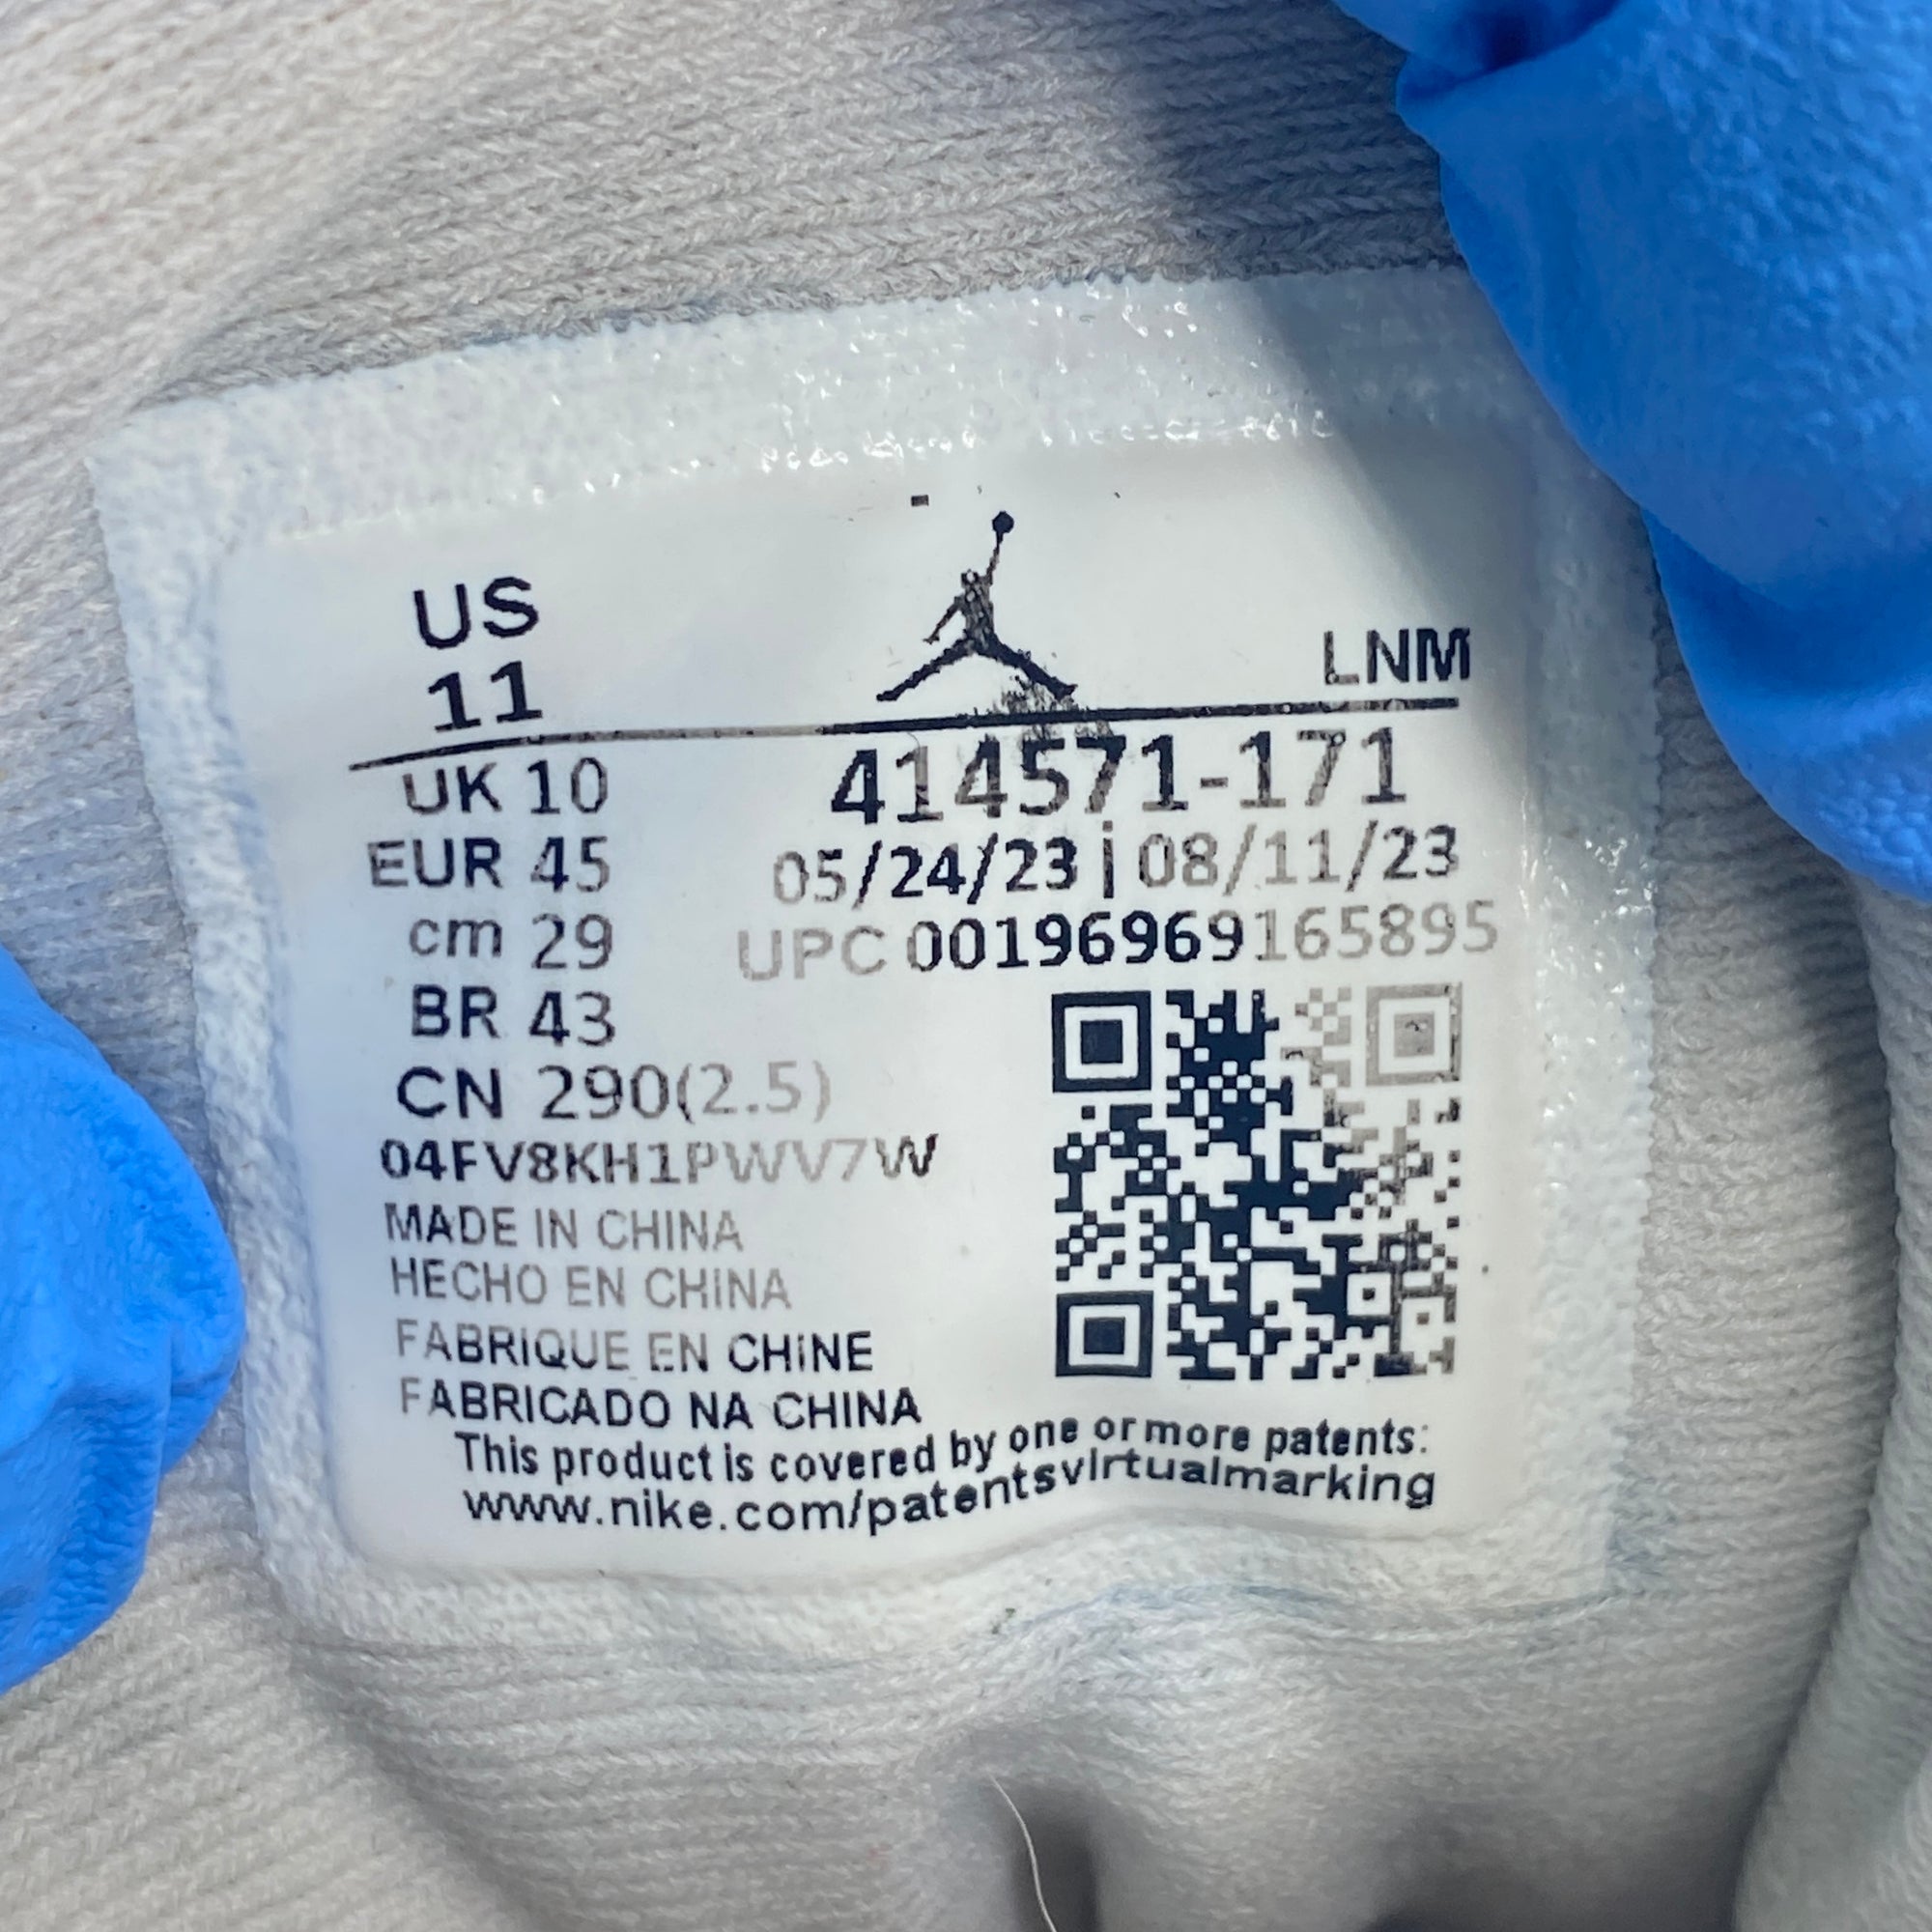 US
11
LNM
UK 10
EUR 45
cm 29
BR 43
CN 290(2.5)
414571-171
05/24/23 | 08/11/23
UPC 00196969165895
04FV8KH1PWV7W
MADE IN CHINA
HECHO EN CHINA
FABRIQUE EN CHINE
FABRICADO NA CHINA
This product is covered by one or more patents:
www.nike.com/patentsvirtualmarking